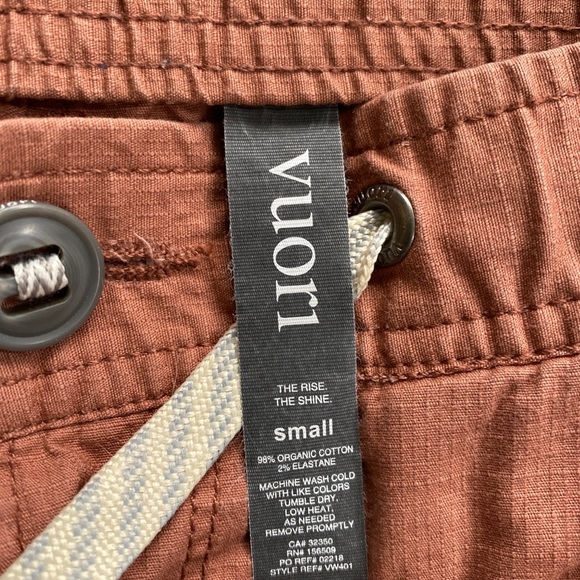 vuori
THE RISE.
THE SHINE.
small
98% ORGANIC COTTON
2% ELASTANE
MACHINE WASH COLD
WITH LIKE COLORS
TUMBLE DRY.
LOW HEAT.
AS NEEDED
REMOVE PROMPTLY
CA# 32350
RN# 156509
PO REF# 02218
STYLE REF# VW401